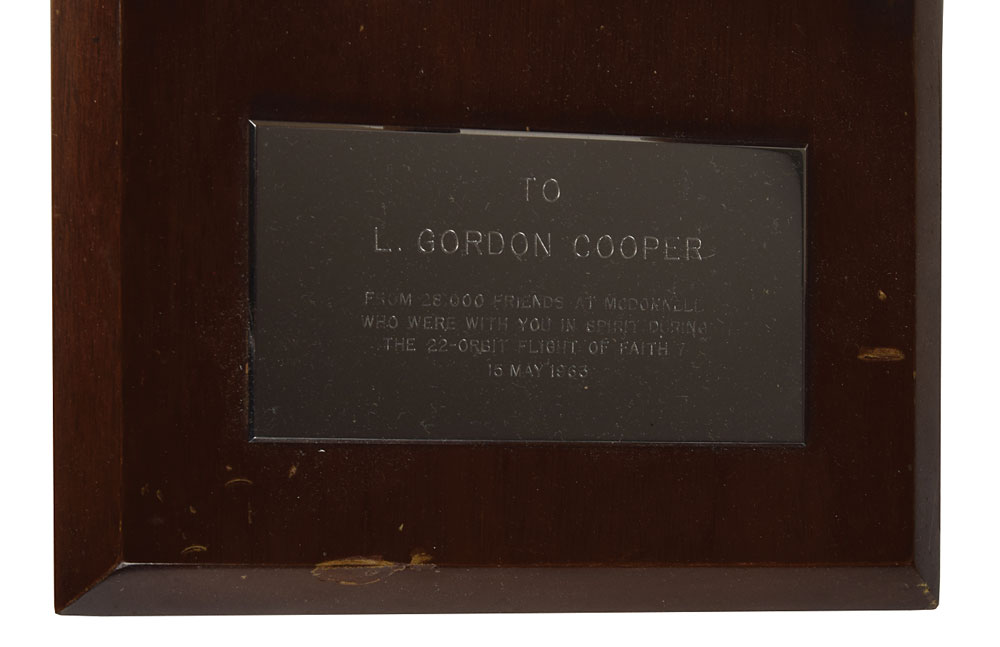 TO
L. GORDON COOPER
FROM 28,000 FRIENDS AT MCDONNELL
WHO WERE WITH YOU IN SPIRIT DURING
THE 22-ORBIT FLIGHT OF FAITH 7
15 MAY 1963